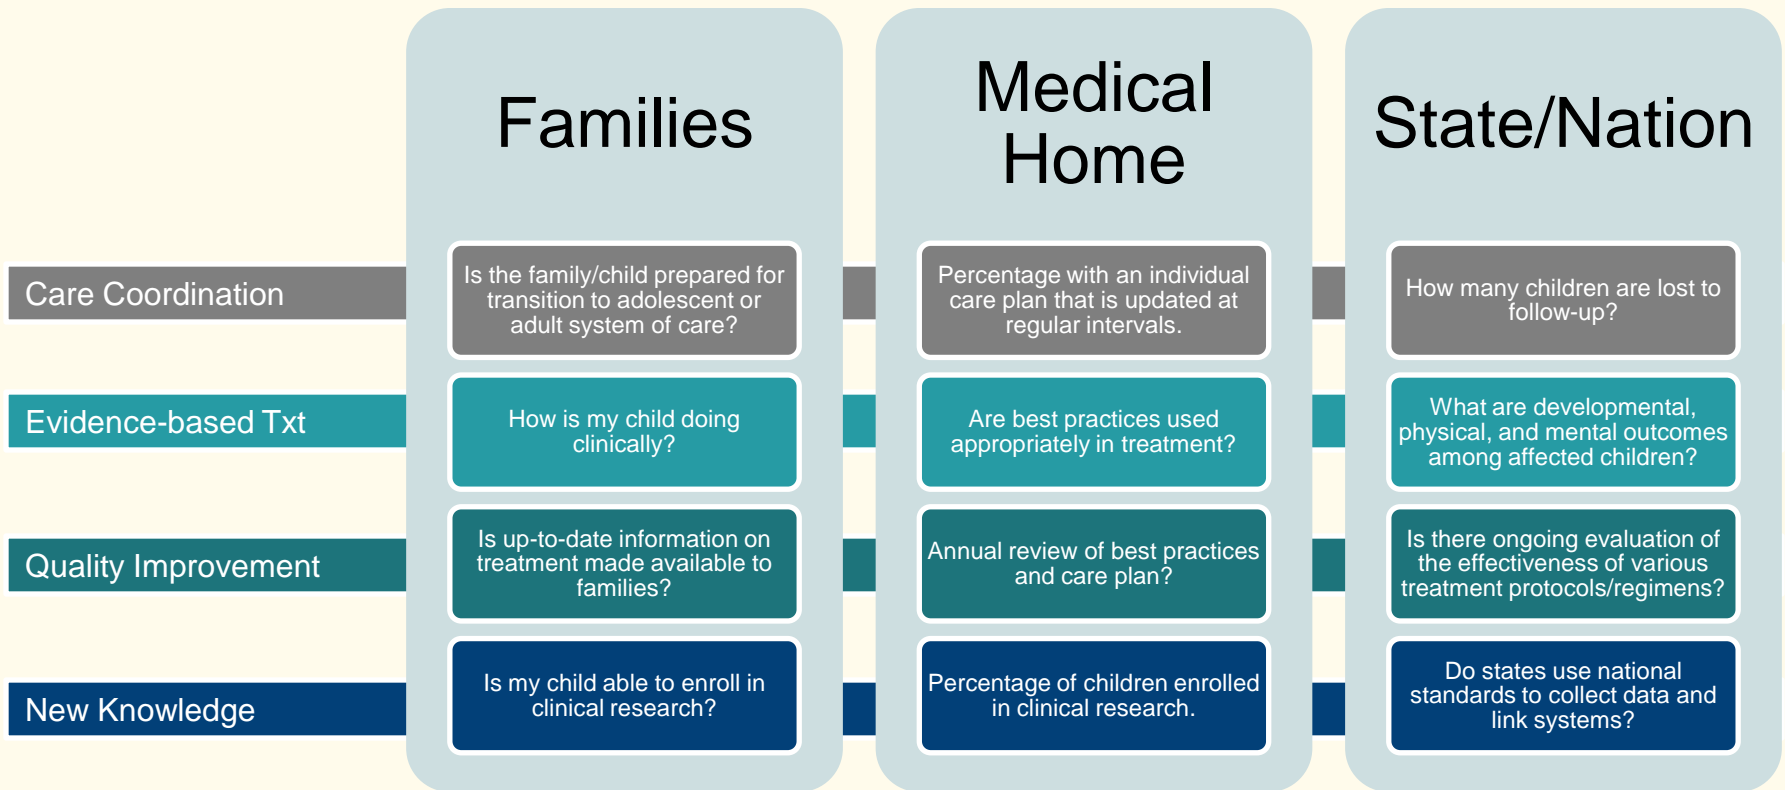 Families
Medical
Home
State/Nation
Care Coordination
Is the family/child prepared for
transition to adolescent or
adult system of care?
Percentage with an individual
care plan that is updated at
regular intervals.
How many children are lost to
follow-up?
Evidence-based Txt
How is my child doing
clinically?
Are best practices used
appropriately in treatment?
What are developmental,
physical, and mental outcomes
among affected children?
Quality Improvement
Is up-to-date information on
treatment made available to
families?
Annual review of best practices
and care plan?
Is there ongoing evaluation of
the effectiveness of various
treatment protocols/regimens?
New Knowledge
Is my child able to enroll in
clinical research?
Percentage of children enrolled
in clinical research.
Do states use national
standards to collect data and
link systems?